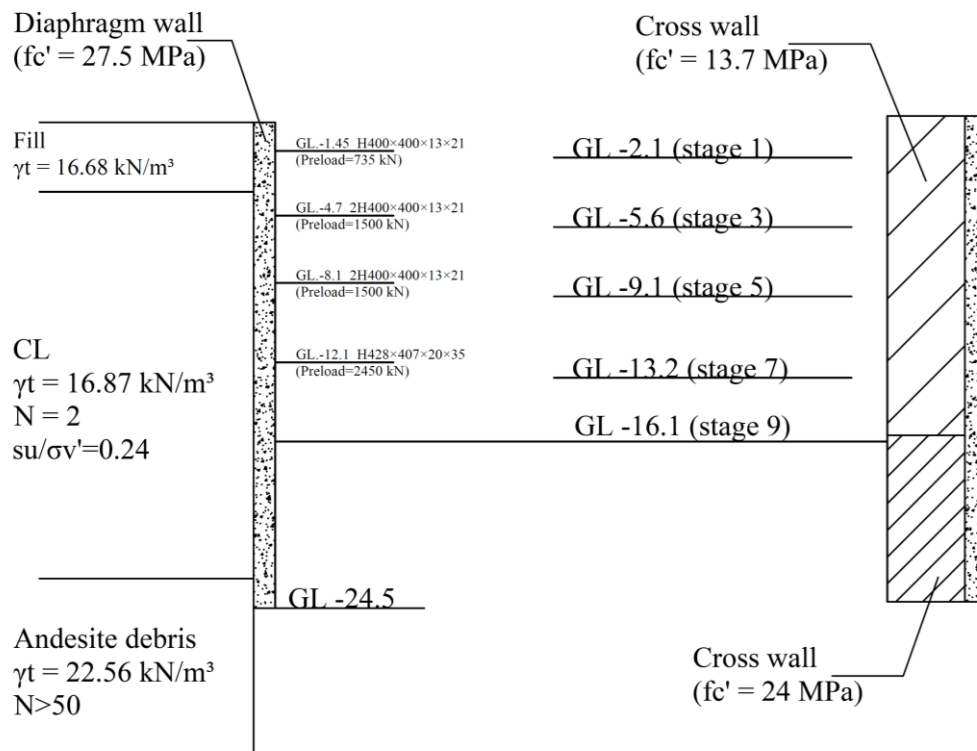 Diaphragm wall
(fc' = 27.5 MPa)
Cross wall
(fc' = 13.7 MPa)
Fill
γt = 16.68 kN/m³
GL.-1.45 H400×400×13×21
(Preload=735 kN)
GL -2.1 (stage 1)
GL.-4.7 2H400×400×13×21
(Preload=1500 kN)
GL -5.6 (stage 3)
GL.-8.1 2H400×400×13×21
(Preload=1500 kN)
GL -9.1 (stage 5)
GL.-12.1 H428×407×20×35
(Preload=2450 kN)
GL -13.2 (stage 7)
CL
γt = 16.87 kN/m³
N = 2
su/σv'=0.24
GL -16.1 (stage 9)
GL -24.5
Andesite debris
γt = 22.56 kN/m³
N>50
Cross wall
(fc' = 24 MPa)